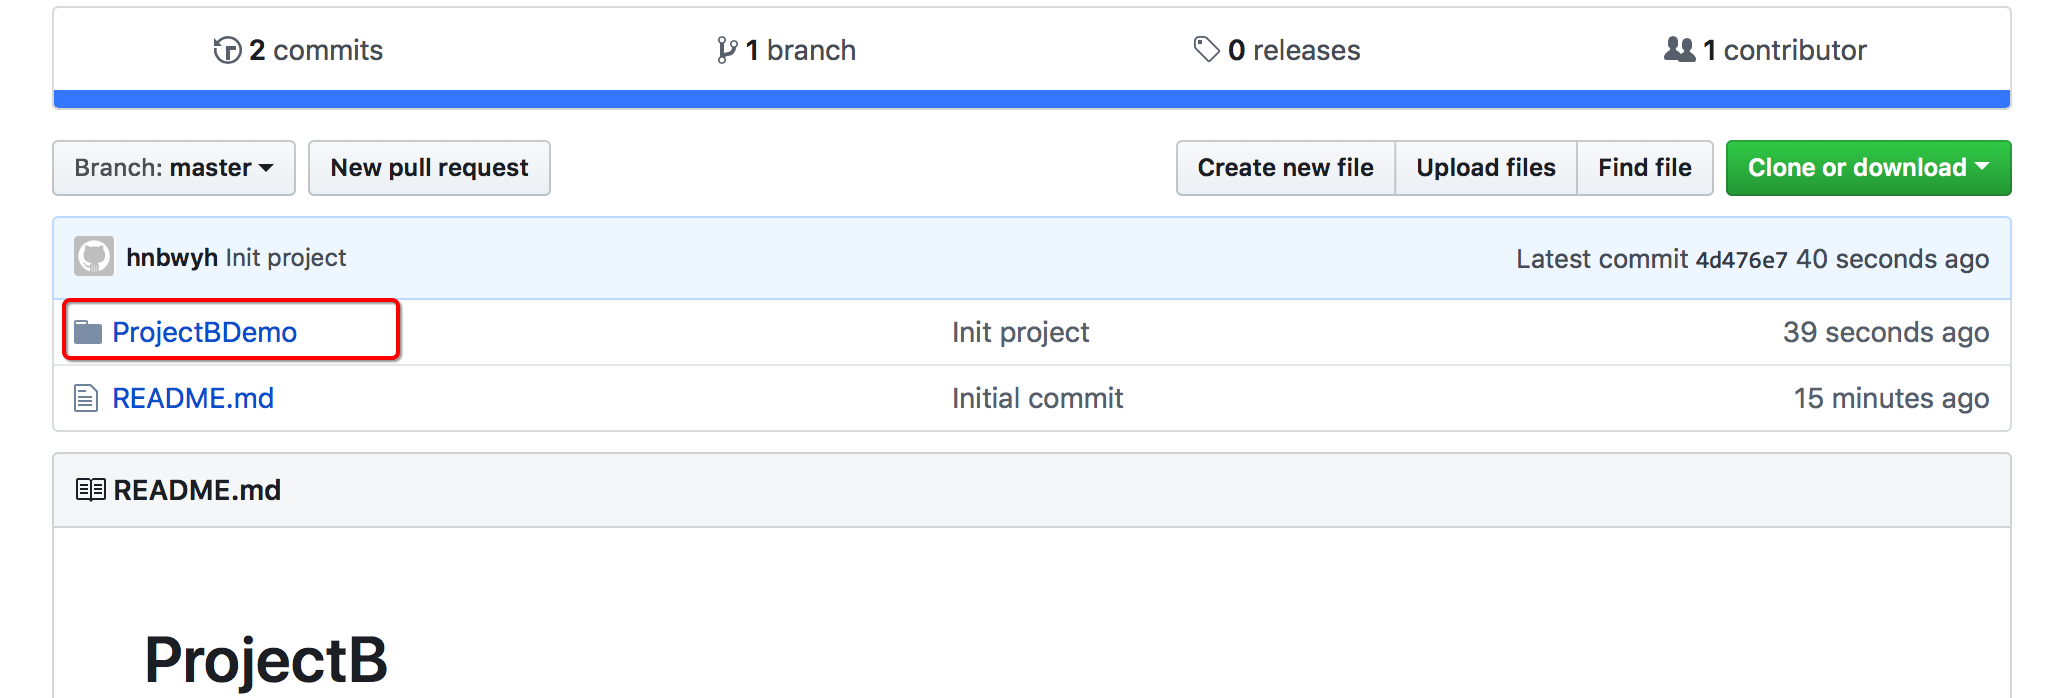 2 commits 1 branch 0 releases 1 contributor
Branch: master New pull request Create new file Upload files Find file Clone or download
hnbwyh Init project Latest commit 4d476e7 40 seconds ago
ProjectBDemo Init project 39 seconds ago
README.md Initial commit 15 minutes ago
README.md
ProjectB